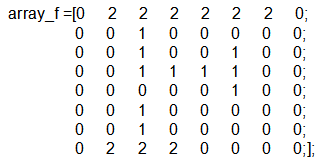 array_f =[0 2 2 2 2 2 2 0;
0 0 1 0 0 0 0 0;
0 0 1 0 0 1 0 0;
0 0 1 1 1 1 0 0;
0 0 0 0 0 1 0 0;
0 0 1 0 0 0 0 0;
0 0 1 0 0 0 0 0;
0 2 2 2 0 0 0 0;];